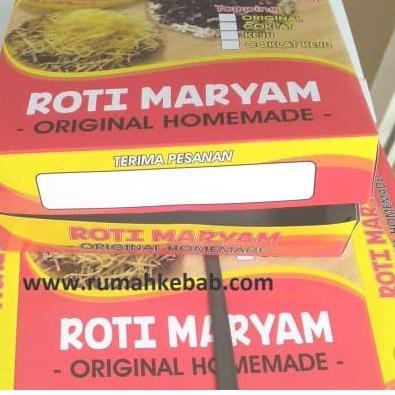 Topping
ORIGINAL
COKLAT
KEJU
COKLAT KEJU
ROTI MARYAM
- ORIGINAL HOMEMADE -
TERIMA PESANAN
ROTI MARYAM
- ORIGINAL HOMEMADE
www.rumahkebab.com
ROTI MARYAM
- ORIGINAL HOMEMADE -
ROTI MAR
HOMEMADE